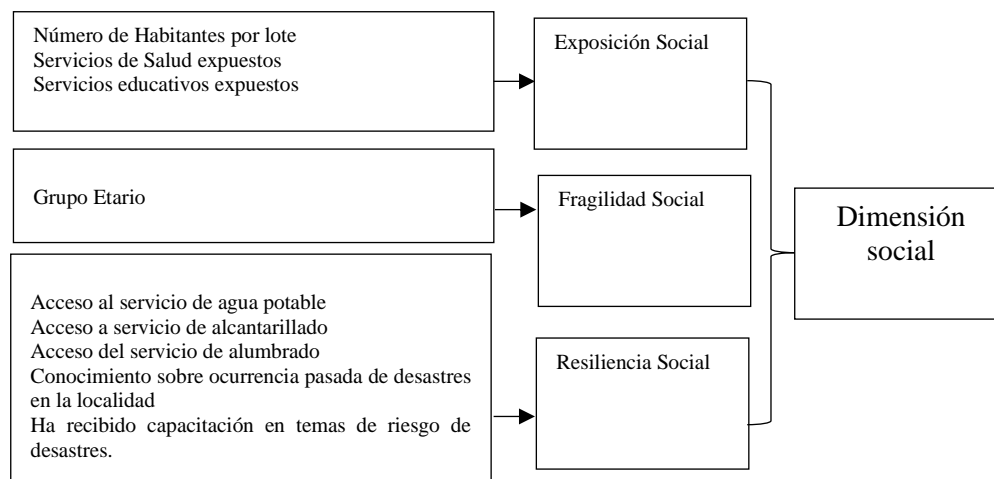 Número de Habitantes por lote
Servicios de Salud expuestos
Servicios educativos expuestos
Exposición Social
Grupo Etario
Fragilidad Social
Dimensión
social
Acceso al servicio de agua potable
Acceso a servicio de alcantarillado
Acceso del servicio de alumbrado
Conocimiento sobre ocurrencia pasada de desastres
en la localidad
Ha recibido capacitación en temas de riesgo de
desastres.
Resiliencia Social